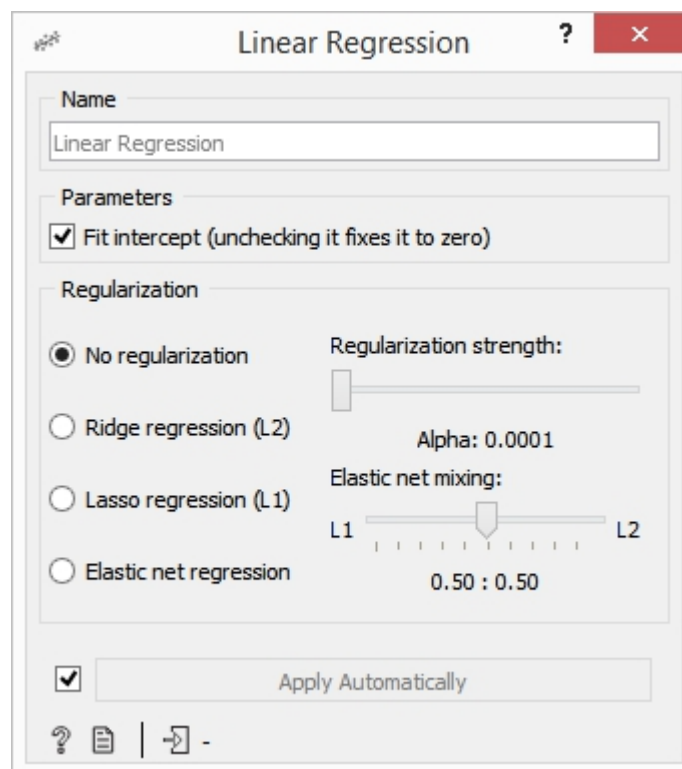 Linear Regression ?
Name
Linear Regression
Parameters
Fit intercept (unchecking it fixes it to zero)
Regularization
No regularization
Ridge regression (L2)
Lasso regression (L1)
Elastic net regression
Regularization strength:
Alpha: 0.0001
Elastic net mixing:
L1 L2
0.50 : 0.50
Apply Automatically
? | -